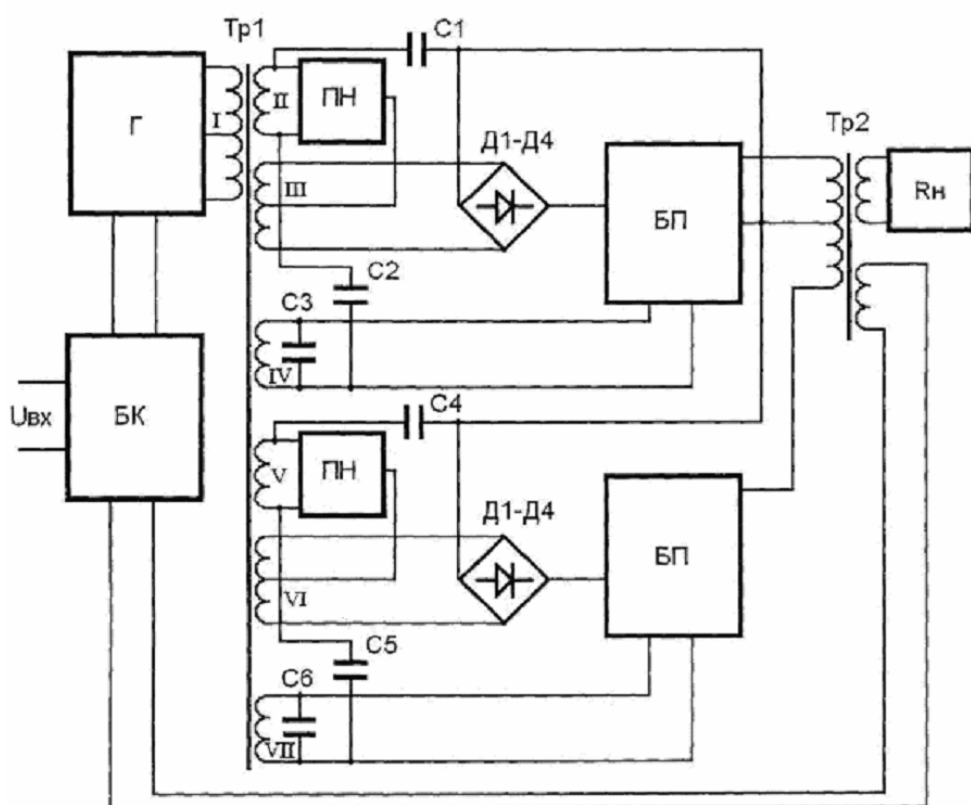 Тр1
С1
Г
I
II
ПН
Д1-Д4
Тр2
III
БП
Rн
С2
С3
IV
Uвх
БК
С4
V
ПН
Д1-Д4
VI
БП
С5
С6
VII